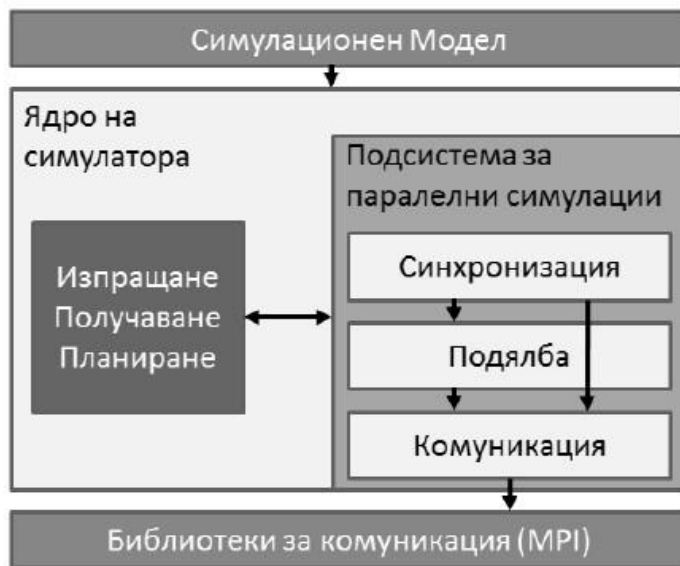 Симулационен Модел
Ядро на
симулатора
Подсистема за
паралелни симулации
Изпращане
Получаване
Планиране
Синхронизация
Подялба
Комуникация
Библиотеки за комуникация (MPI)